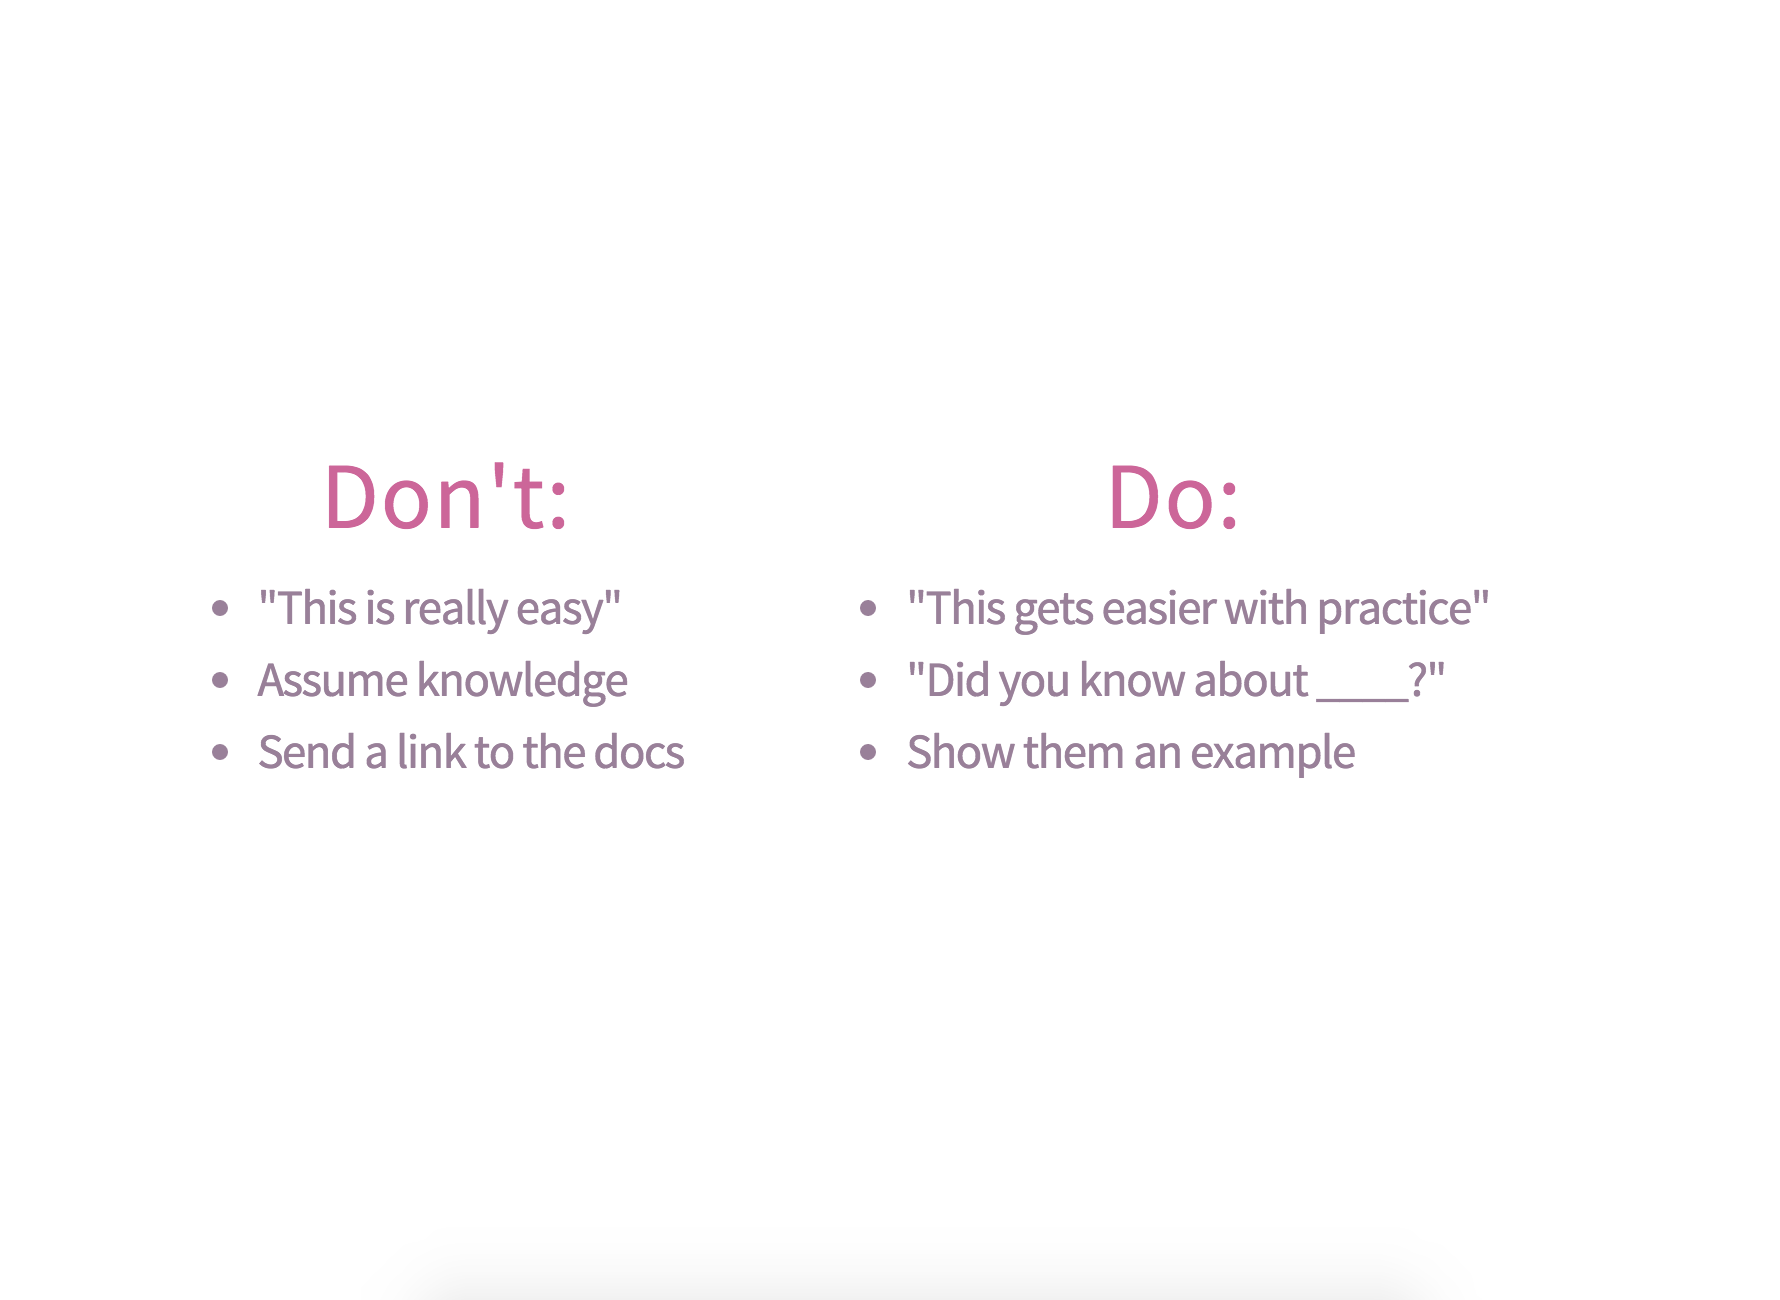 Don't:
• "This is really easy"
• Assume knowledge
• Send a link to the docs
Do:
• "This gets easier with practice"
• "Did you know about ____?"
• Show them an example